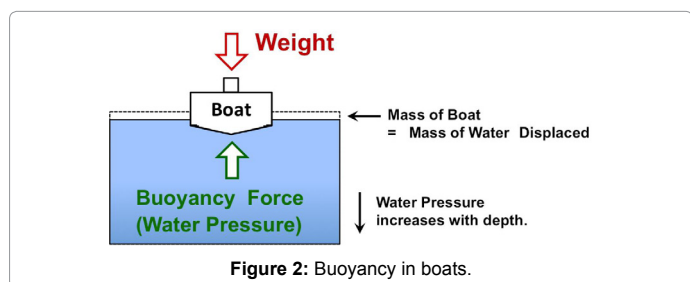 Weight
Boat
Mass of Boat
= Mass of Water Displaced
Buoyancy Force
(Water Pressure)
Water Pressure
increases with depth.
Figure 2: Buoyancy in boats.